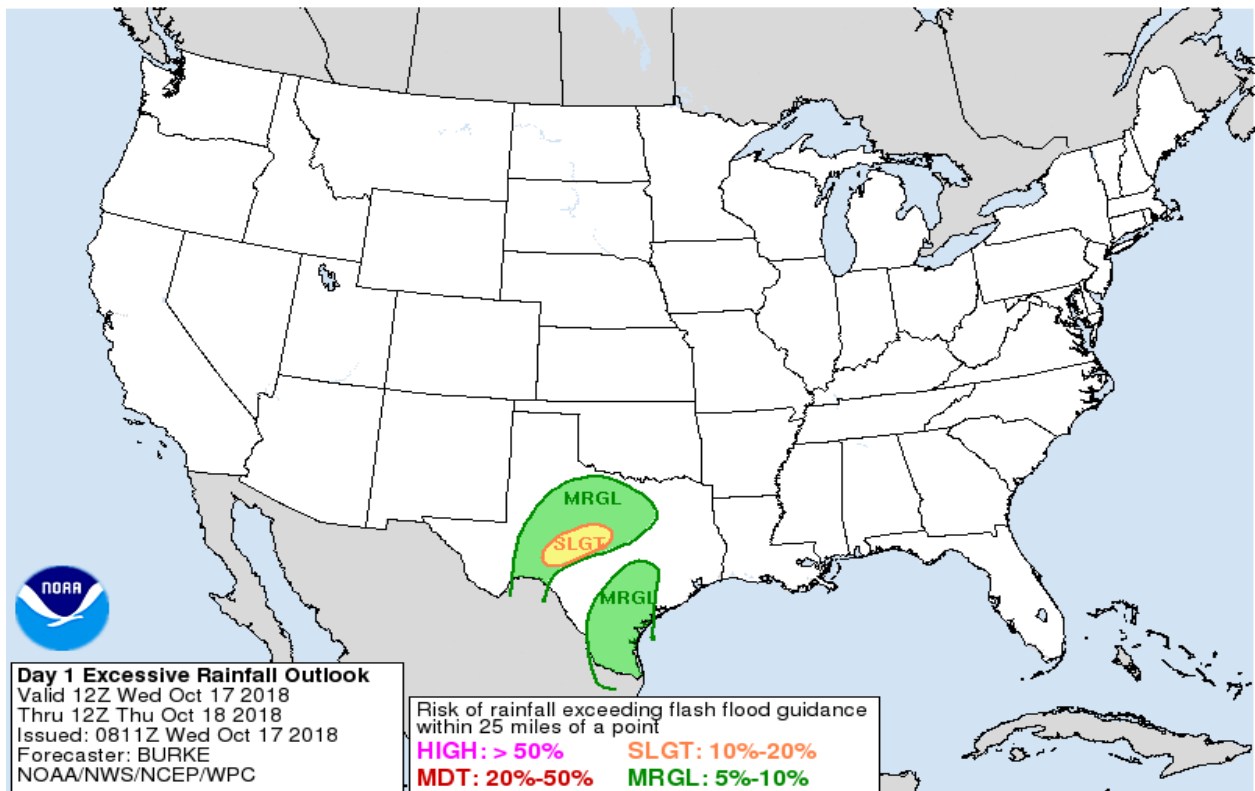 MRGL
SLGT
MRGL
NOAA
Day 1 Excessive Rainfall Outlook
Valid 12Z Wed Oct 17 2018
Thru 12Z Thu Oct 18 2018
Issued: 0811Z Wed Oct 17 2018
Forecaster: BURKE
NOAA/NWS/NCEP/WPC
Risk of rainfall exceeding flash flood guidance
within 25 miles of a point
HIGH: > 50% SLGT: 10%-20%
MDT: 20%-50% MRGL: 5%-10%